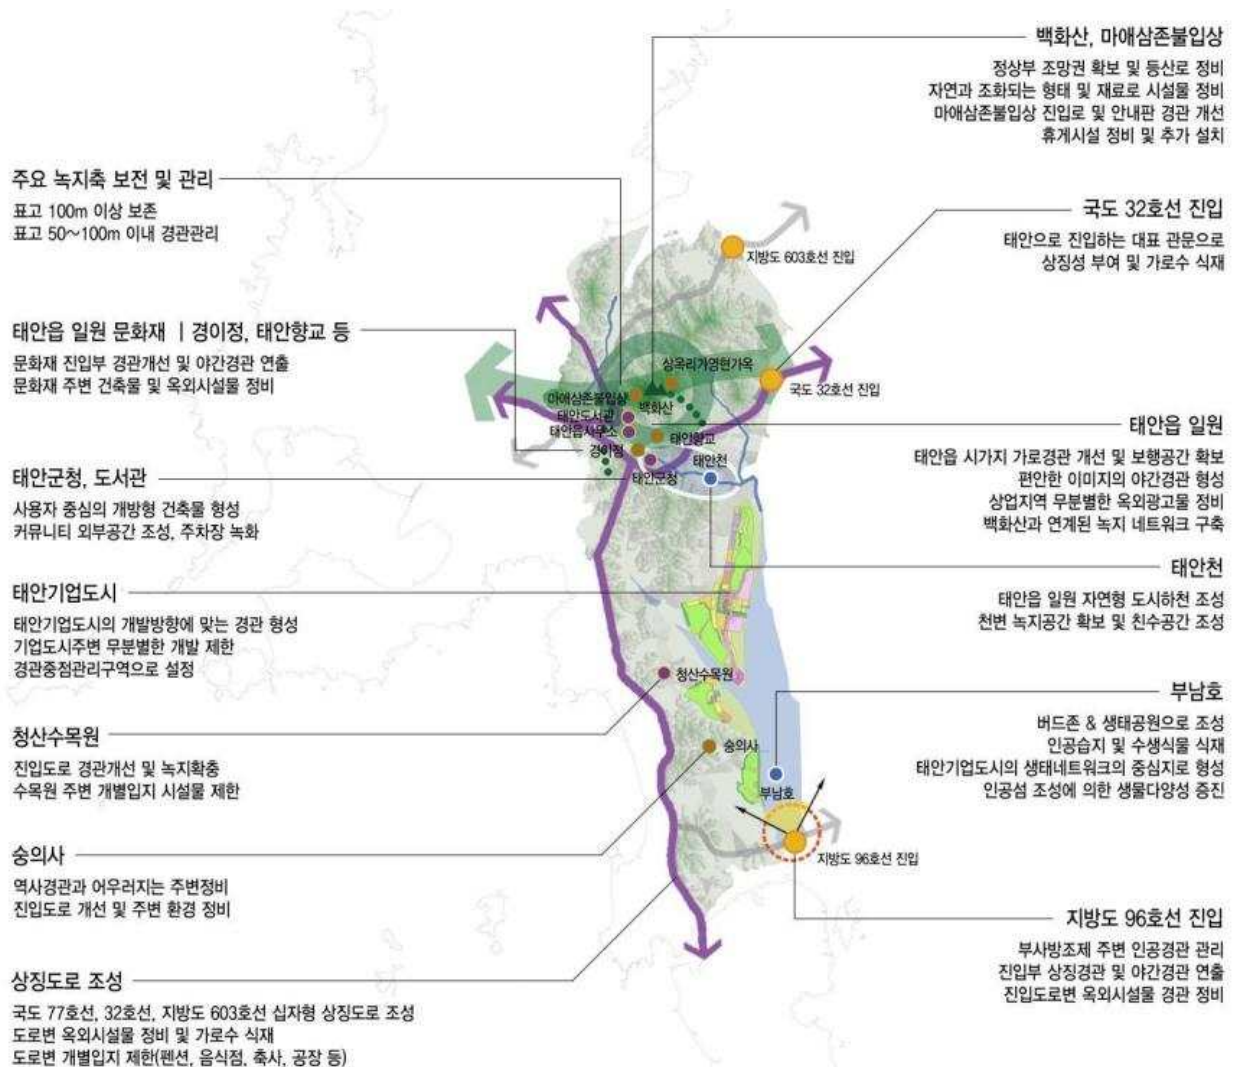 백화산, 마애삼존불입상
정상부 조망권 확보 및 등산로 정비
자연과 조화되는 형태 및 재료로 시설물 정비
마애삼존불입상 진입로 및 안내판 경관 개선
휴게시설 정비 및 추가 설치
주요 녹지축 보전 및 관리
표고 100m 이상 보존
표고 50~100m 이내 경관관리
국도 32호선 진입
태안으로 진입하는 대표 관문으로
상징성 부여 및 가로수 식재
태안읍 일원 문화재 | 경이정, 태안향교 등
문화재 진입부 경관개선 및 야간경관 연출
문화재 주변 건축물 및 옥외시설물 정비
태안군청, 도서관
사용자 중심의 개방형 건축물 형성
커뮤니티 외부공간 조성, 주차장 녹화
태안기업도시
태안기업도시의 개발방향에 맞는 경관 형성
기업도시주변 무분별한 개발 제한
경관중점관리구역으로 설정
청산수목원
진입도로 경관개선 및 녹지확충
수목원 주변 개별입지 시설물 제한
숭의사
역사경관과 어우러지는 주변정비
진입도로 개선 및 주변 환경 정비
상징도로 조성
국도 77호선, 32호선, 지방도 603호선 십자형 상징도로 조성
도로변 옥외시설물 정비 및 가로수 식재
도로변 개별입지 제한(펜션, 음식점, 축사, 공장 등)
지방도 603호선 진입
상옥리가영현가옥
국도 32호선 진입
마애삼존불입상
백화산
태안도서관
태안읍사무소
태안향교
경이정
태안군청
태안천
청산수목원
숭의사
부남호
지방도 96호선 진입
태안읍 일원
태안읍 시가지 가로경관 개선 및 보행공간 확보
편안한 이미지의 야간경관 형성
상업지역 무분별한 옥외광고물 정비
백화산과 연계된 녹지 네트워크 구축
태안천
태안읍 일원 자연형 도시하천 조성
천변 녹지공간 확보 및 친수공간 조성
부남호
버드존 & 생태공원으로 조성
인공습지 및 수생식물 식재
태안기업도시의 생태네트워크의 중심지로 형성
인공섬 조성에 의한 생물다양성 증진
지방도 96호선 진입
부사방조제 주변 인공경관 관리
진입부 상징경관 및 야간경관 연출
진입도로변 옥외시설물 경관 정비